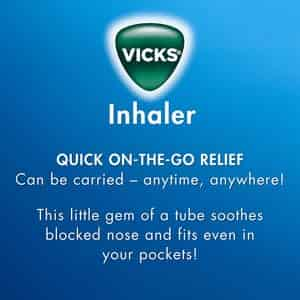 VICKS®
Inhaler
QUICK ON-THE-GO RELIEF
Can be carried – anytime, anywhere!
This little gem of a tube soothes
blocked nose and fits even in
your pockets!